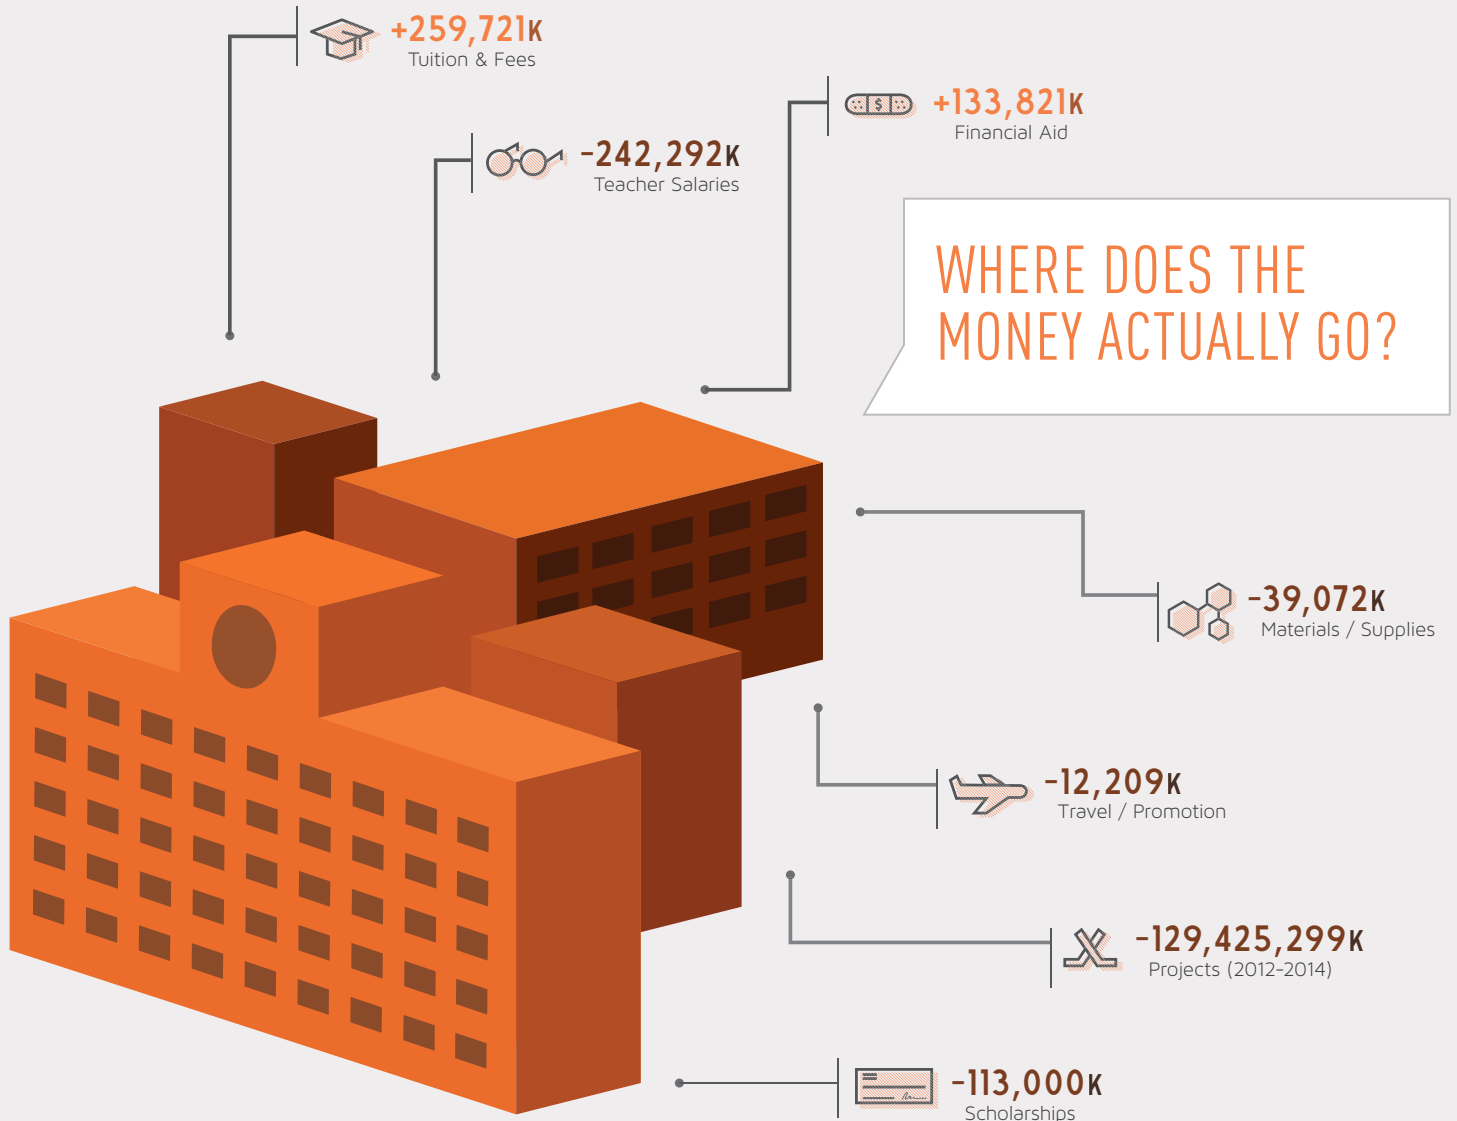 +259,721K
Tuition & Fees
+133,821K
Financial Aid
-242,292K
Teacher Salaries
WHERE DOES THE
MONEY ACTUALLY GO?
-39,072K
Materials / Supplies
-12,209K
Travel / Promotion
-129,425,299K
Projects (2012-2014)
-113,000K
Scholarships
$